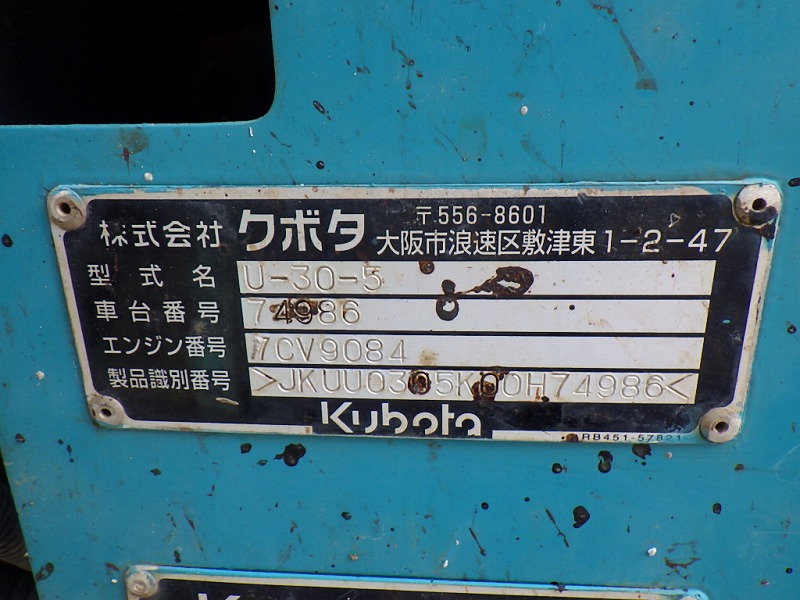 株式会社 クボタ 〒556-8601
大阪市浪速区敷津東1-2-47
型式名 U-30-5
車台番号 74986
エンジン番号 7CV9084
製品識別番号 >JKUU0305K00H74986<
Kubota
RB451-57821